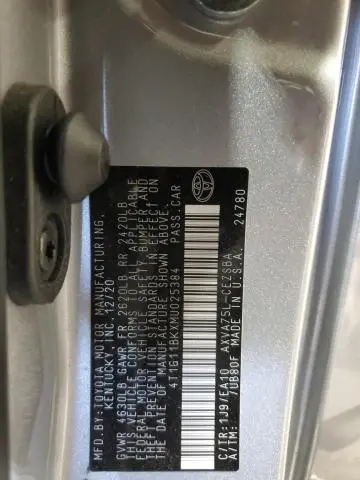 MFD. BY:TOYOTA MOTOR MANUFACTURING,
KENTUCKY, INC. 12/20
GVWR 4630LB GAWR FR 2620LB RR 2420LB
THIS VEHICLE CONFORMS TO ALL APPLICABLE
FEDERAL MOTOR VEHICLE SAFETY, BUMPER, AND
THEFT PREVENTION STANDARDS IN EFFECT ON
THE DATE OF MANUFACTURE SHOWN ABOVE.
4T1G11BKXMU025384 PASS.CAR
C/TR:1J9/EA10 AXVA75L-CEZSBA
A/TM: /UB80F MADE IN U.S.A.
24780